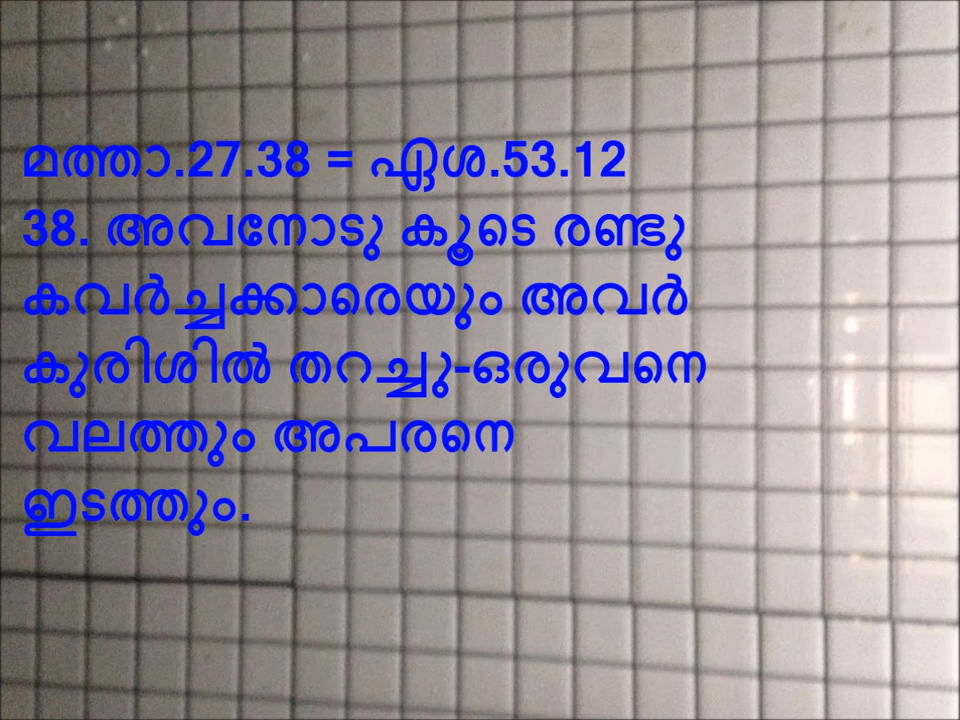 മത്താ.27.38 = ഏശ.53.12
38. അവനോടു കൂടെ രണ്ടു
കവർച്ചക്കാരെയും അവർ
കുരിശിൽ തറച്ചു-ഒരുവനെ
വലത്തും അപരനെ
ഇടത്തും.